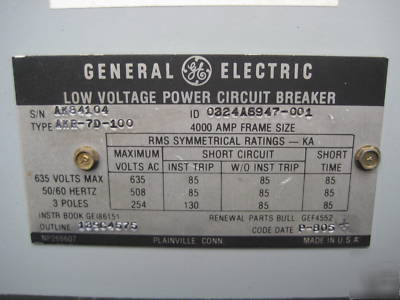 GENERAL GE ELECTRIC
LOW VOLTAGE POWER CIRCUIT BREAKER
S/N AK84104 ID 0324A6947-001
TYPE AKR-7D-100 4000 AMP FRAME SIZE
RMS SYMMETRICAL RATINGS — KA
MAXIMUM SHORT CIRCUIT SHORT
VOLTS AC INST TRIP W/O INST TRIP TIME
635 VOLTS MAX 635 85 85 85
50/60 HERTZ 508 85 85 85
3 POLES 254 130 85 85
INSTR BOOK GEI86151 RENEWAL PARTS BULL GEF4552
OUTLINE CODE DATE P-805
NP266607 PLAINVILLE CONN. MADE IN U.S.A.